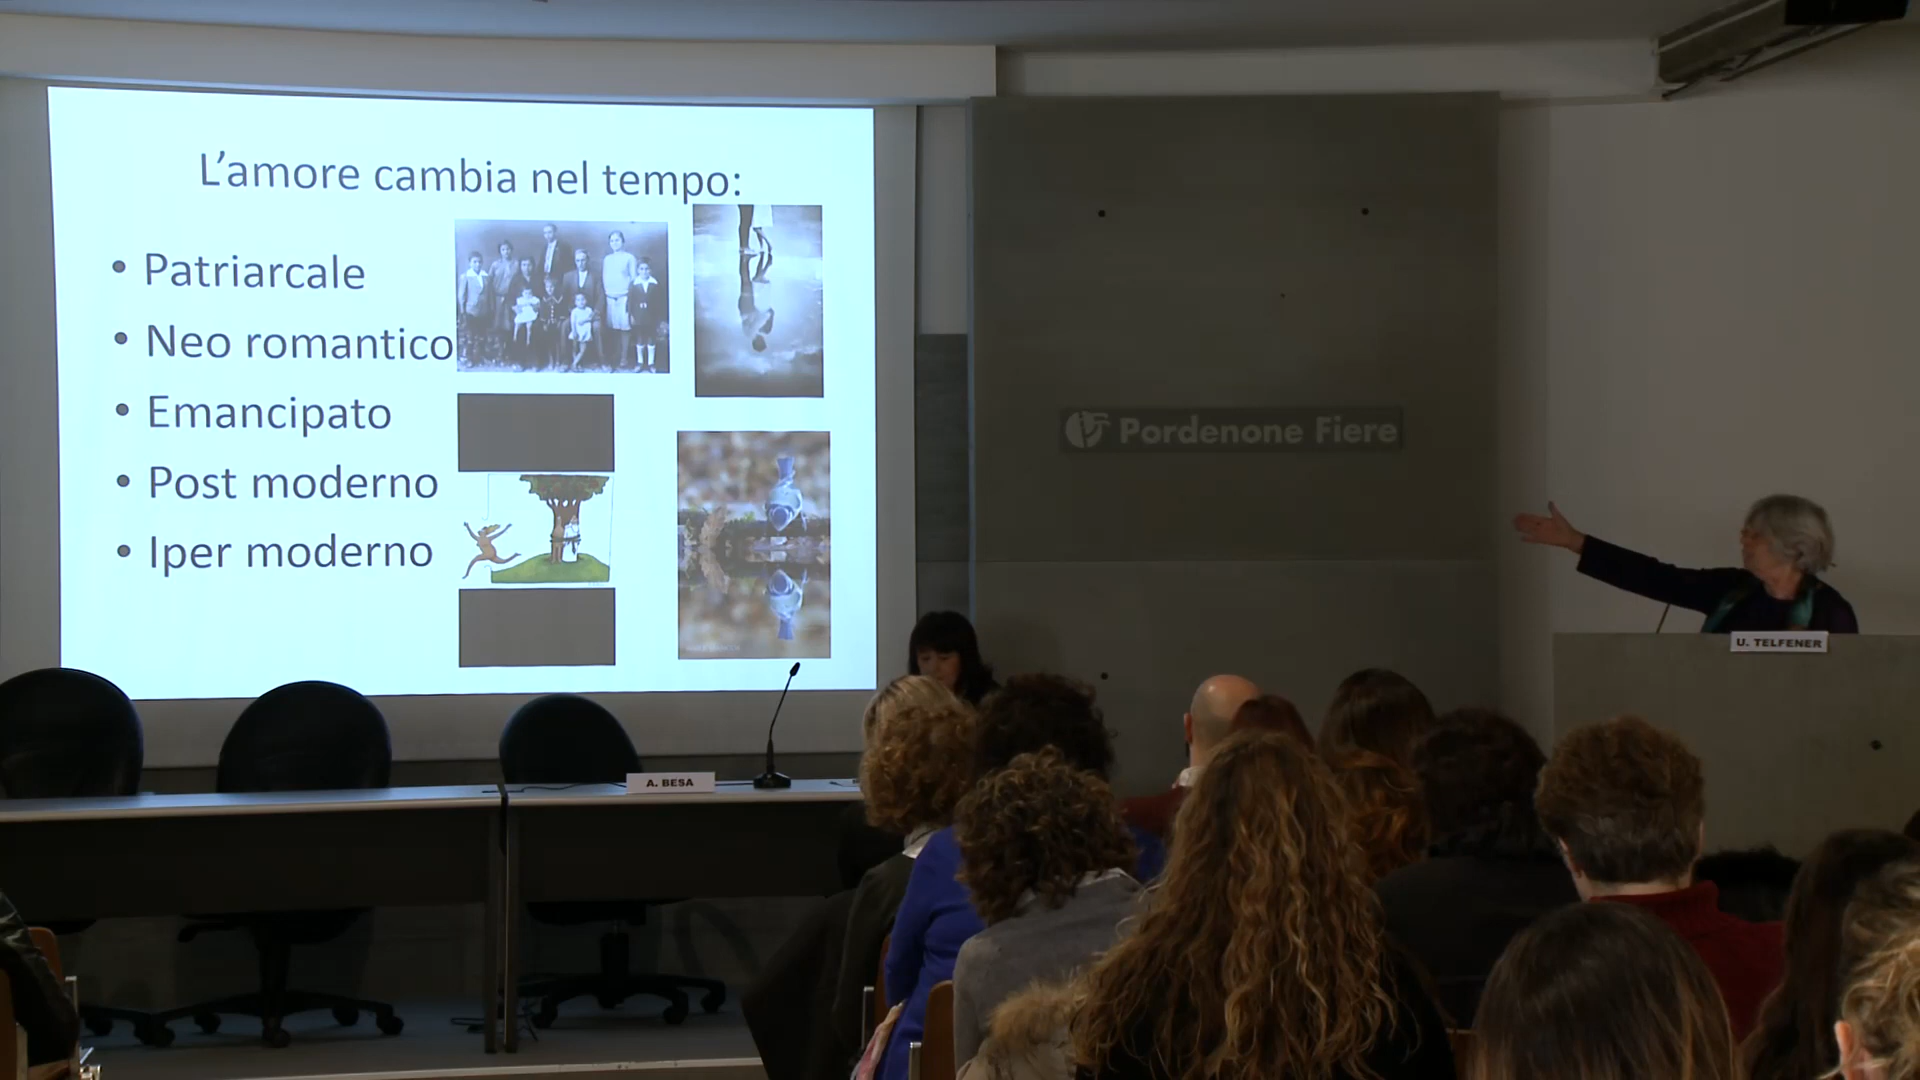 L'amore cambia nel tempo:
• Patriarcale
• Neo romantico
• Emancipato
• Post moderno
• Iper moderno
Pordenone Fiere
U. TELFENER
A. BESA